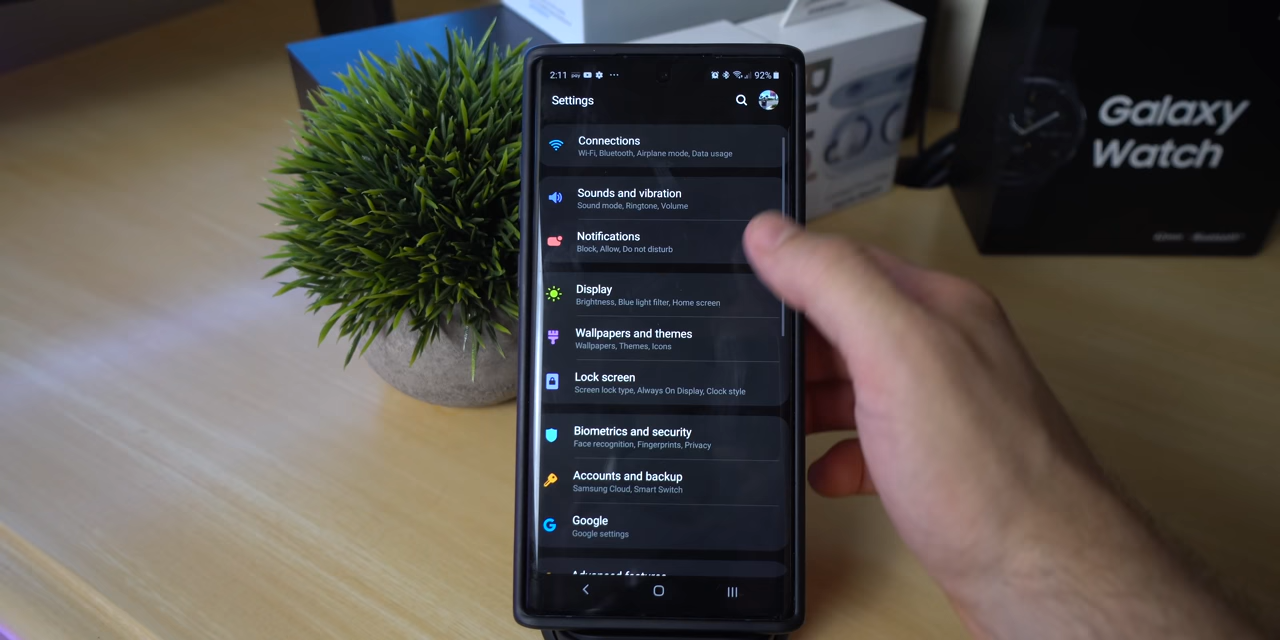 2:11
92%
Settings
Connections
Wi-Fi, Bluetooth, Airplane mode, Data usage
Sounds and vibration
Sound mode, Ringtone, Volume
Notifications
Block, Allow, Do not disturb
Display
Brightness, Blue light filter, Home screen
Wallpapers and themes
Wallpapers, Themes, Icons
Lock screen
Screen lock type, Always On Display, Clock style
Biometrics and security
Face recognition, Fingerprints, Privacy
Accounts and backup
Samsung Cloud, Smart Switch
Google
Google settings
Advanced features
Galaxy
Watch